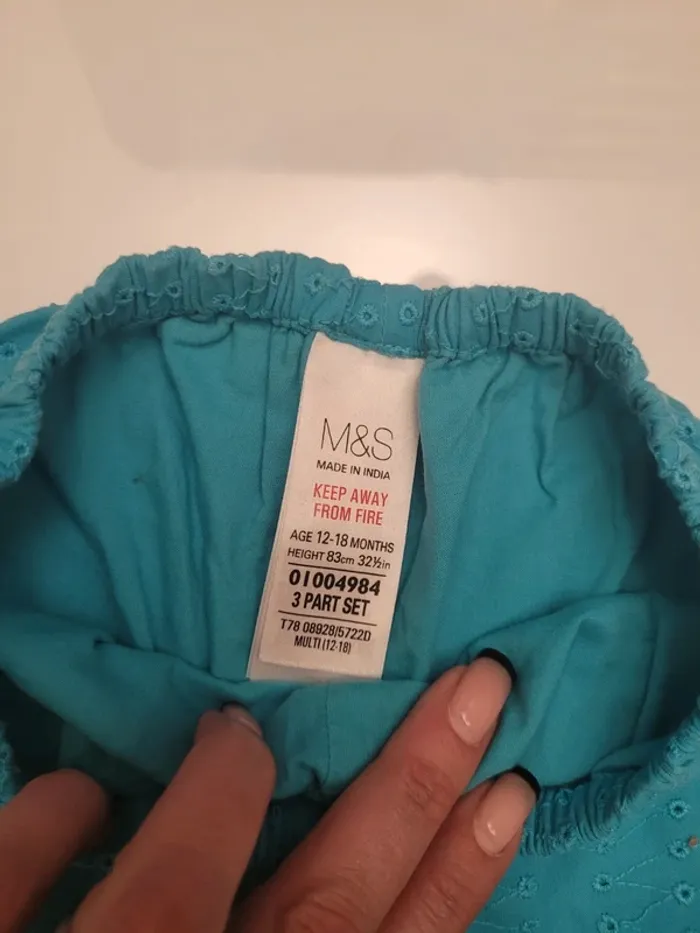 M&S
MADE IN INDIA
KEEP AWAY
FROM FIRE
AGE 12-18 MONTHS
HEIGHT 83cm 32½in
01004984
3 PART SET
T78 08928/5722D
MULTI (12-18)